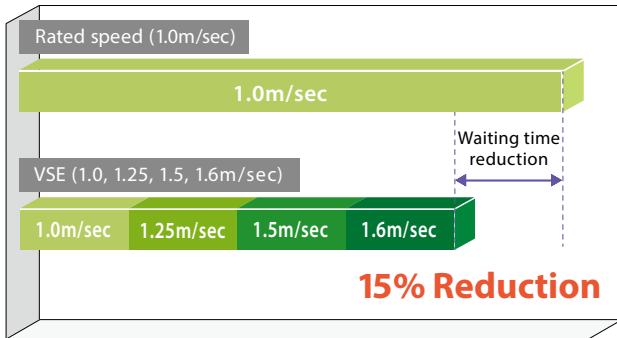 Rated speed (1.0m/sec)
1.0m/sec
Waiting time
reduction
VSE (1.0, 1.25, 1.5, 1.6m/sec)
1.0m/sec 1.25m/sec 1.5m/sec 1.6m/sec
15% Reduction